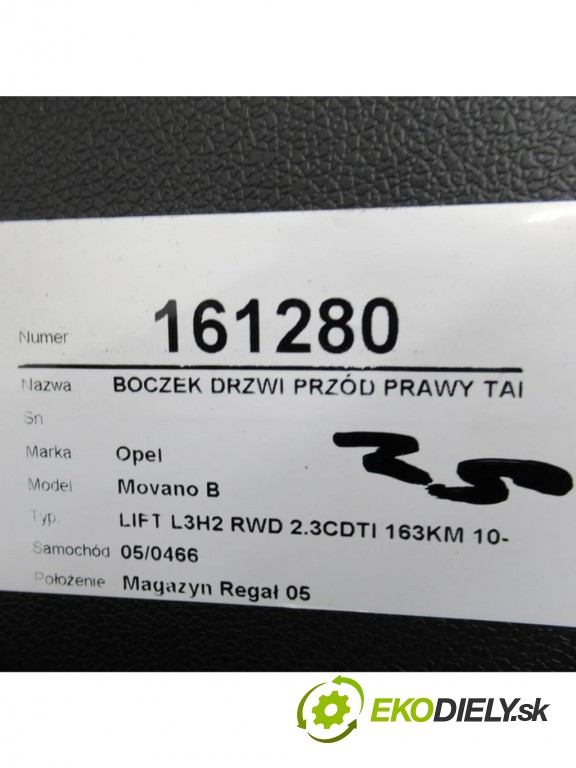 Numer 161280
Nazwa BOCZEK DRZWI PRZÓD PRAWY TAI
Sn
Marka Opel
Model Movano B
Typ. LIFT L3H2 RWD 2.3CDTI 163KM 10-
Samochód 05/0466
Położenie Magazyn Regał 05
EKODIELY.sk